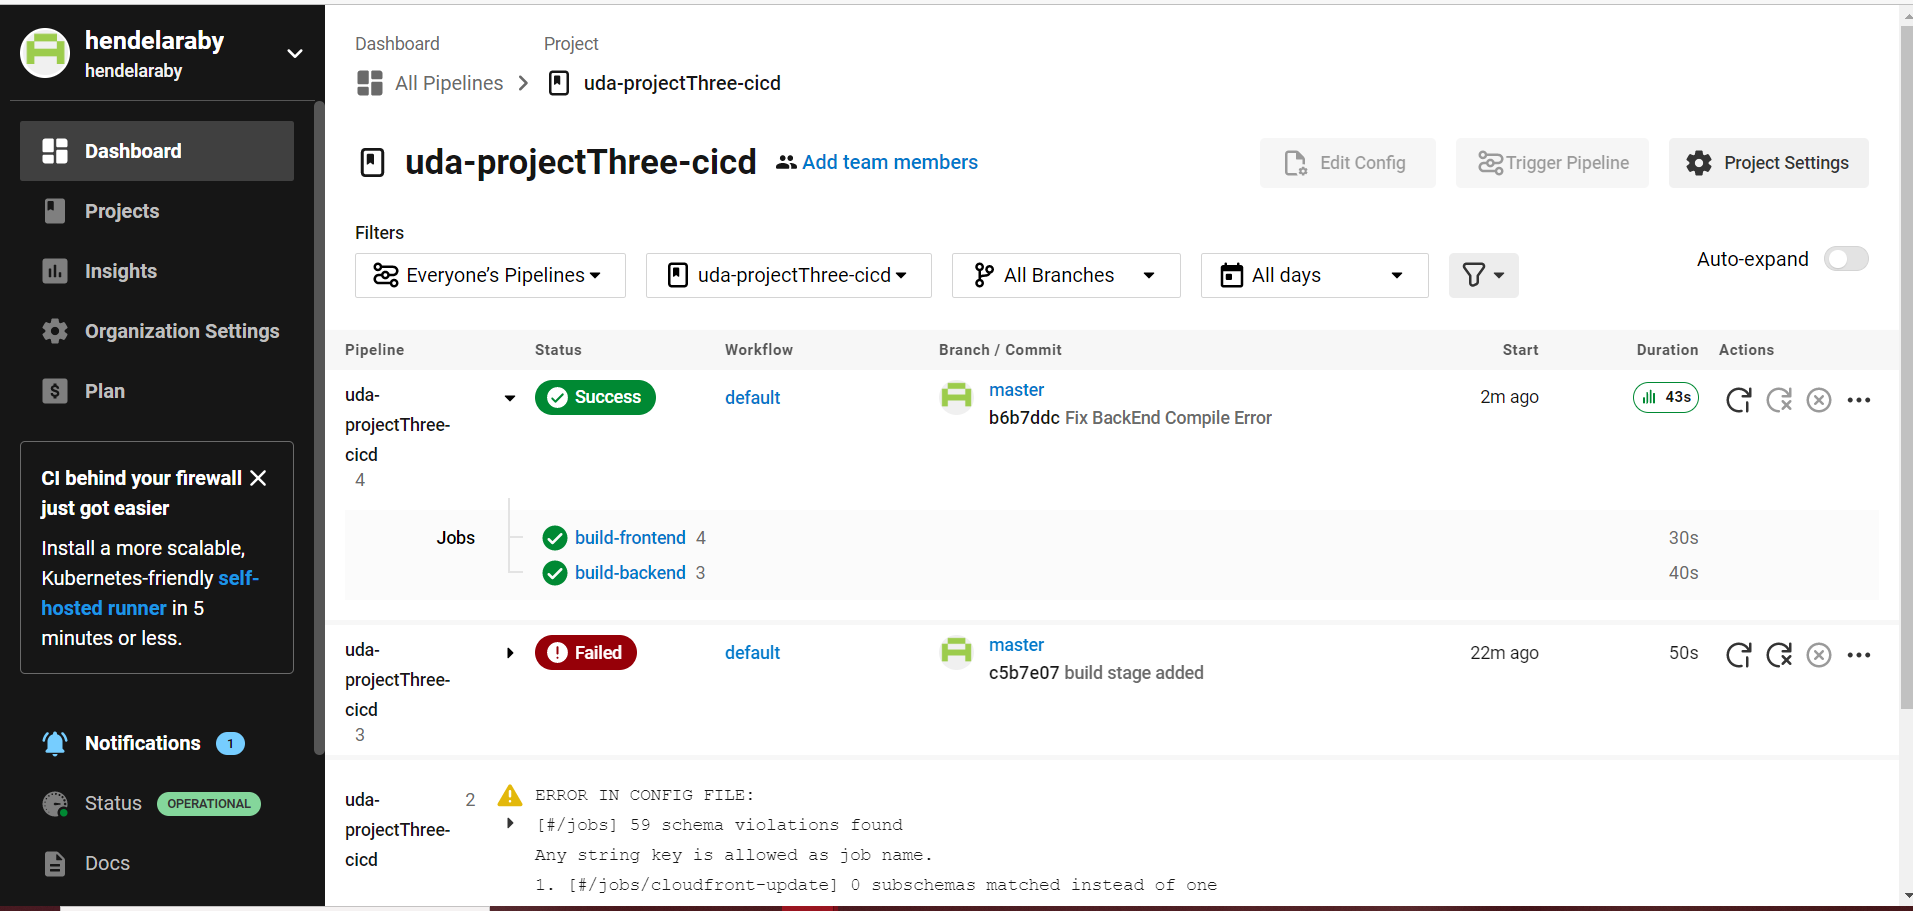 hendelaraby
hendelaraby
Dashboard
Projects
Insights
Organization Settings
Plan
CI behind your firewall
just got easier
Install a more scalable,
Kubernetes-friendly self-
hosted runner in 5
minutes or less.
Notifications 1
Status OPERATIONAL
Docs
Dashboard Project
All Pipelines uda-projectThree-cicd
uda-projectThree-cicd Add team members Edit Config Trigger Pipeline Project Settings
Filters
Everyone’s Pipelines uda-projectThree-cicd All Branches All days Auto-expand
Pipeline Status Workflow Branch / Commit Start Duration Actions
uda-
projectThree-
cicd
4
Success default master 2m ago 43s
b6b7ddc Fix BackEnd Compile Error
Jobs build-frontend 4 30s
build-backend 3 40s
uda-
projectThree-
cicd
3
Failed default master 22m ago 50s
c5b7e07 build stage added
uda-
projectThree-
cicd
2
ERROR IN CONFIG FILE:
[#/jobs] 59 schema violations found
Any string key is allowed as job name.
1. [#/jobs/cloudfront-update] 0 subschemas matched instead of one